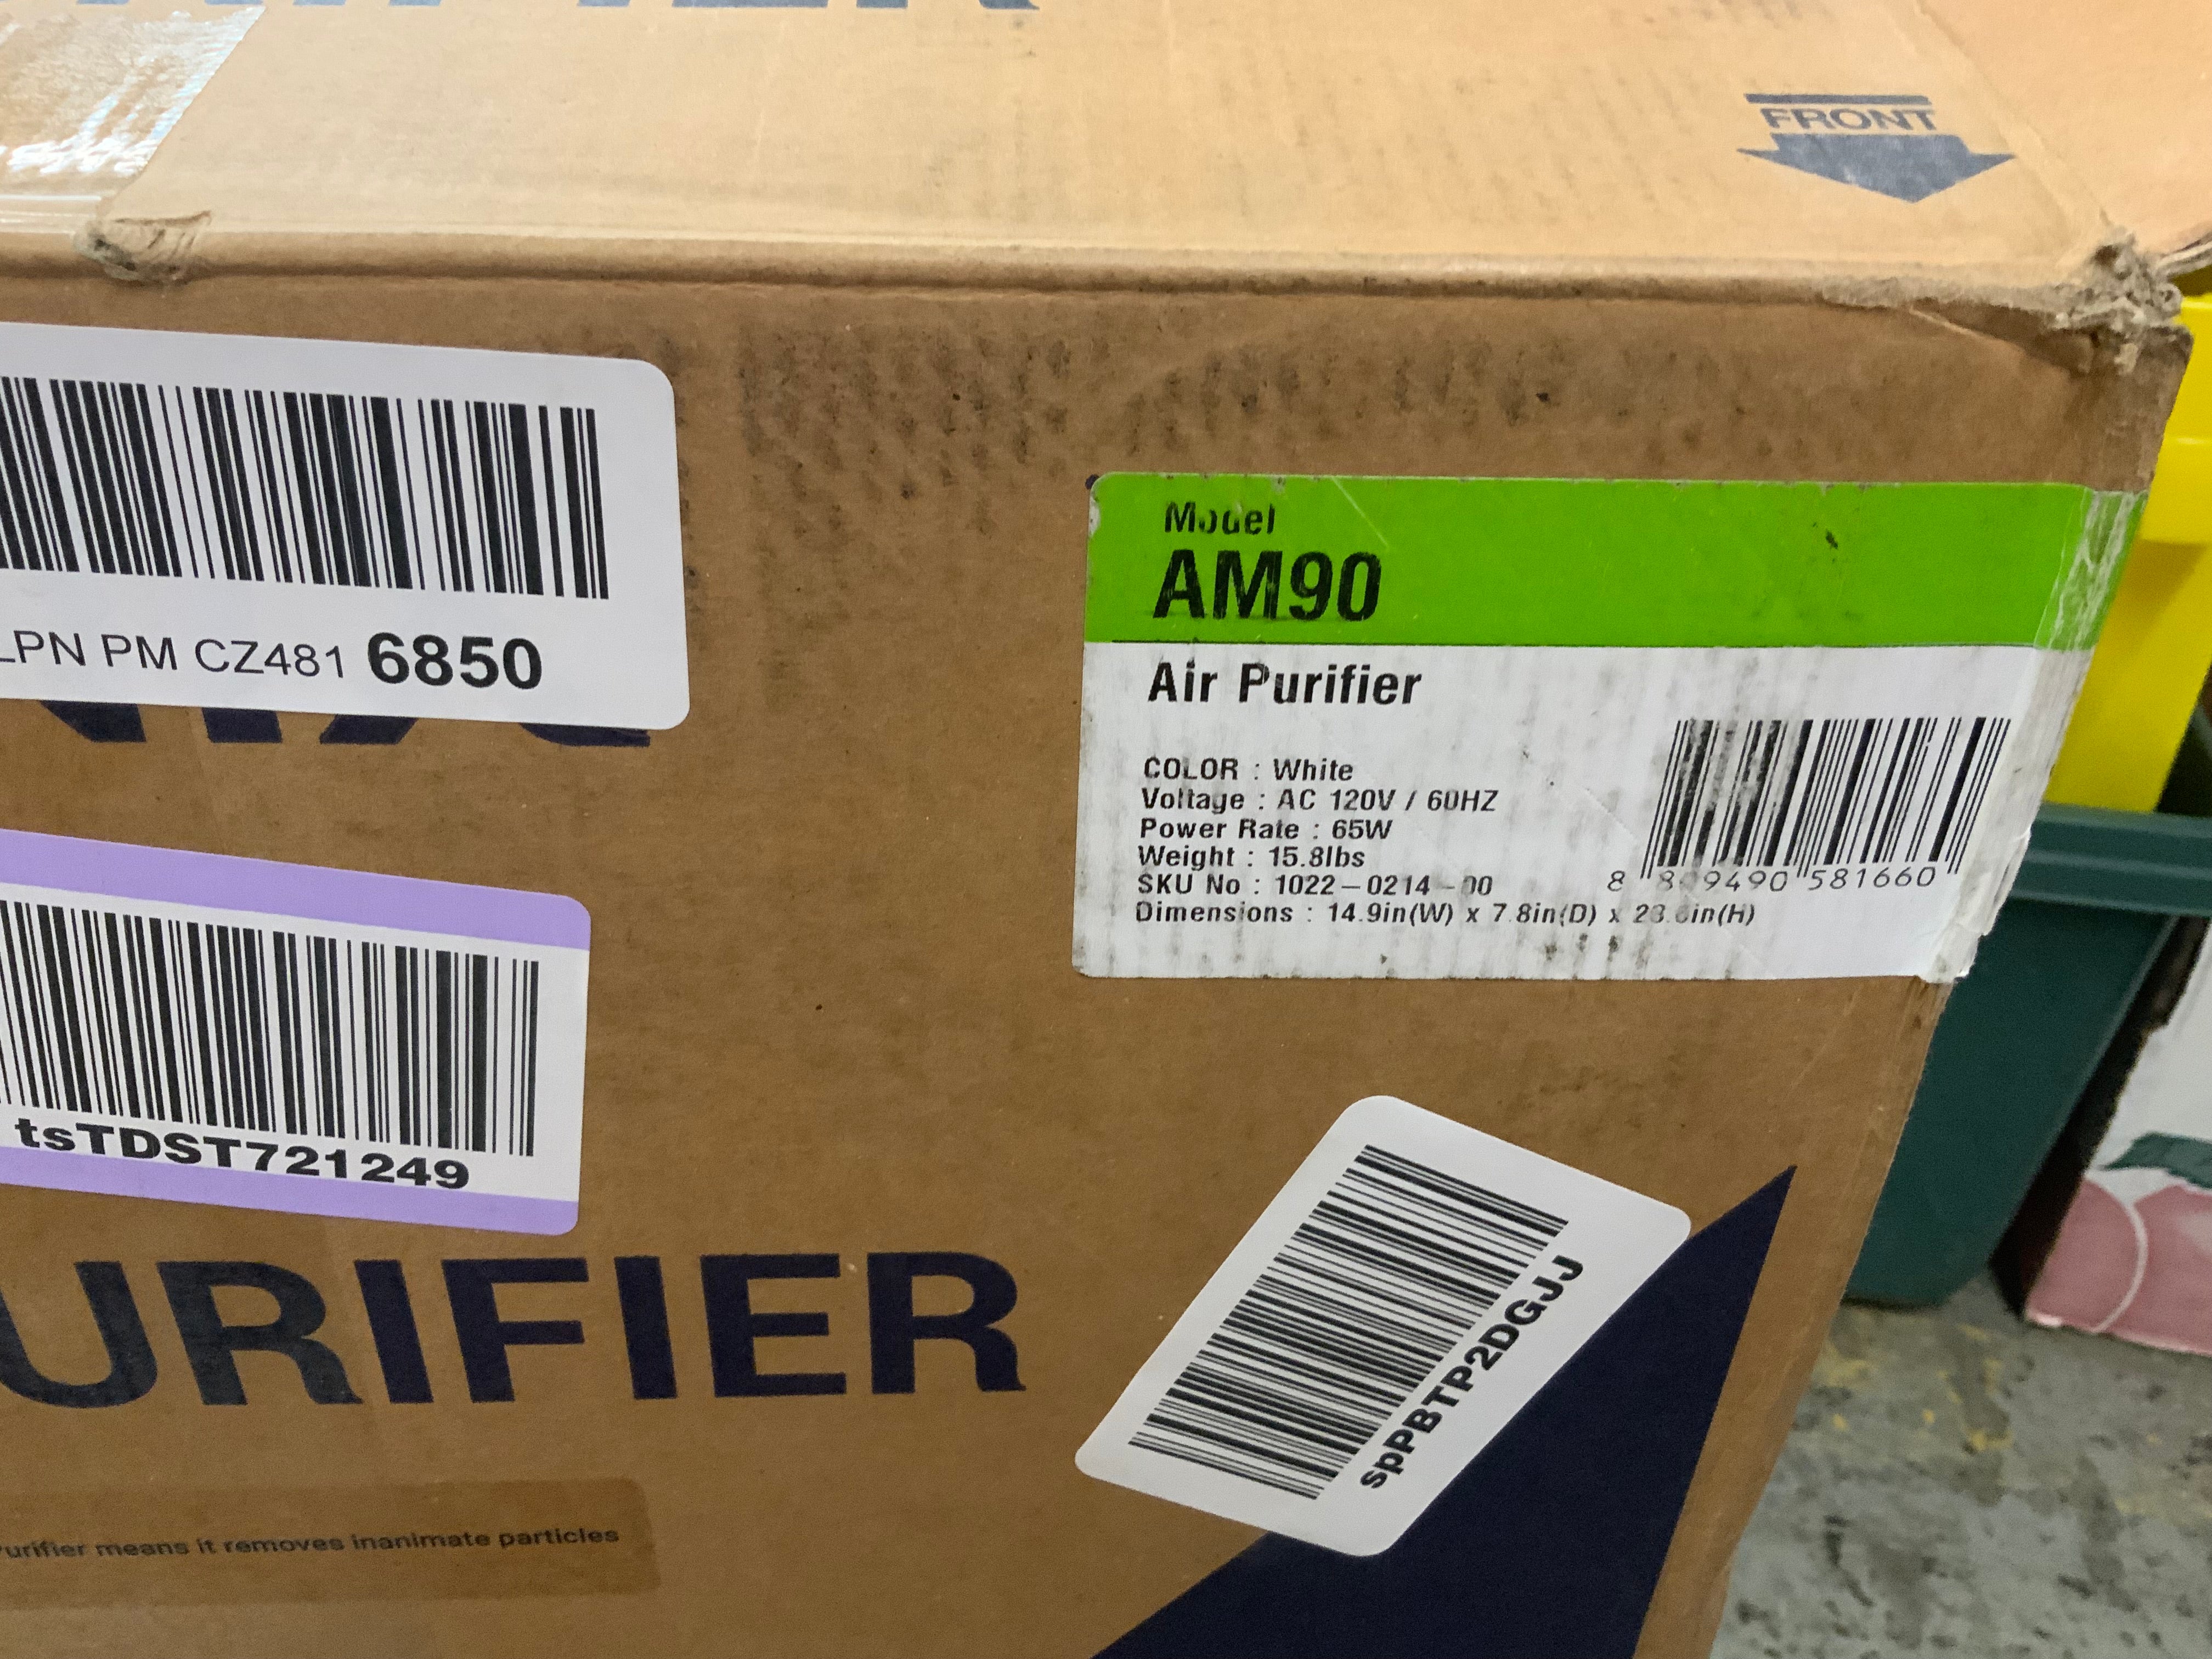 FRONT
LPN PM CZ481 6850
Model
AM90
Air Purifier
COLOR : White
Voltage : AC 120V / 60HZ
Power Rate : 65W
Weight : 15.8lbs
SKU No : 1022-0214-00
Dimensions : 14.9in(W) x 7.8in(D) x
581660
tsTDST721249
URIFIER
spPBTP2DGJJ
urifier means it removes inanimate particles